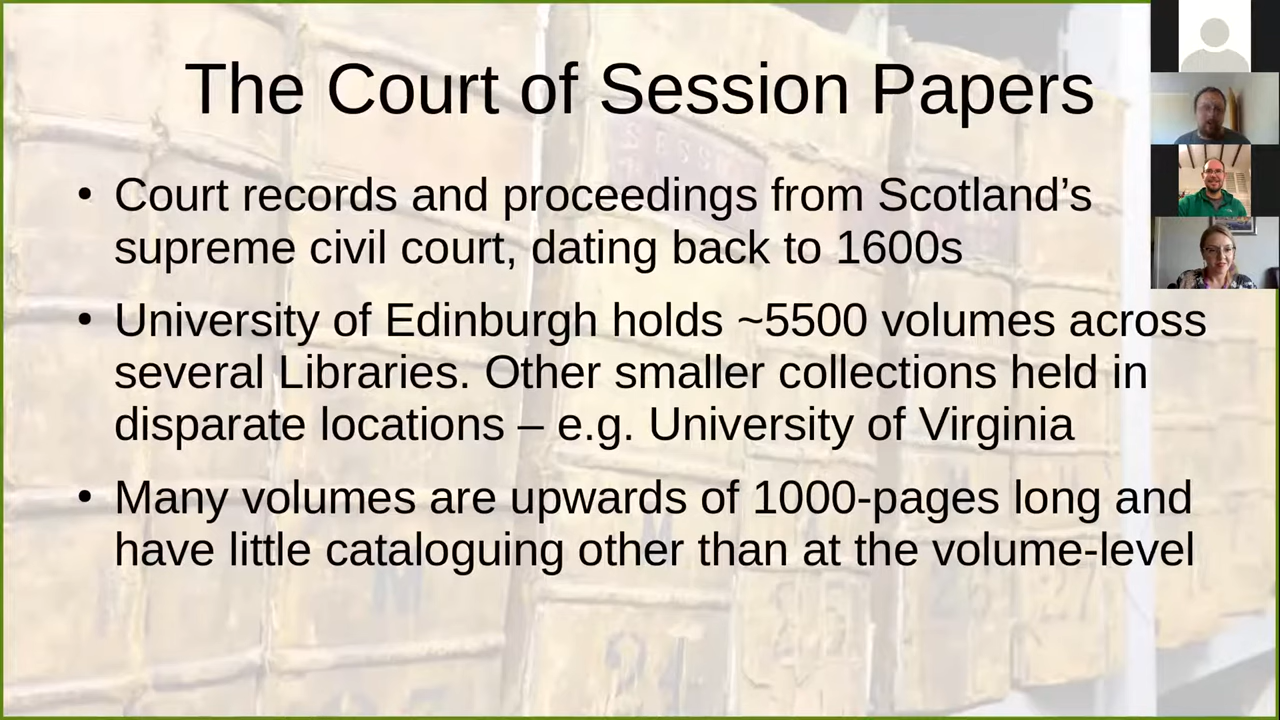 The Court of Session Papers
• Court records and proceedings from Scotland’s
supreme civil court, dating back to 1600s
• University of Edinburgh holds ~5500 volumes across
several Libraries. Other smaller collections held in
disparate locations – e.g. University of Virginia
• Many volumes are upwards of 1000-pages long and
have little cataloguing other than at the volume-level